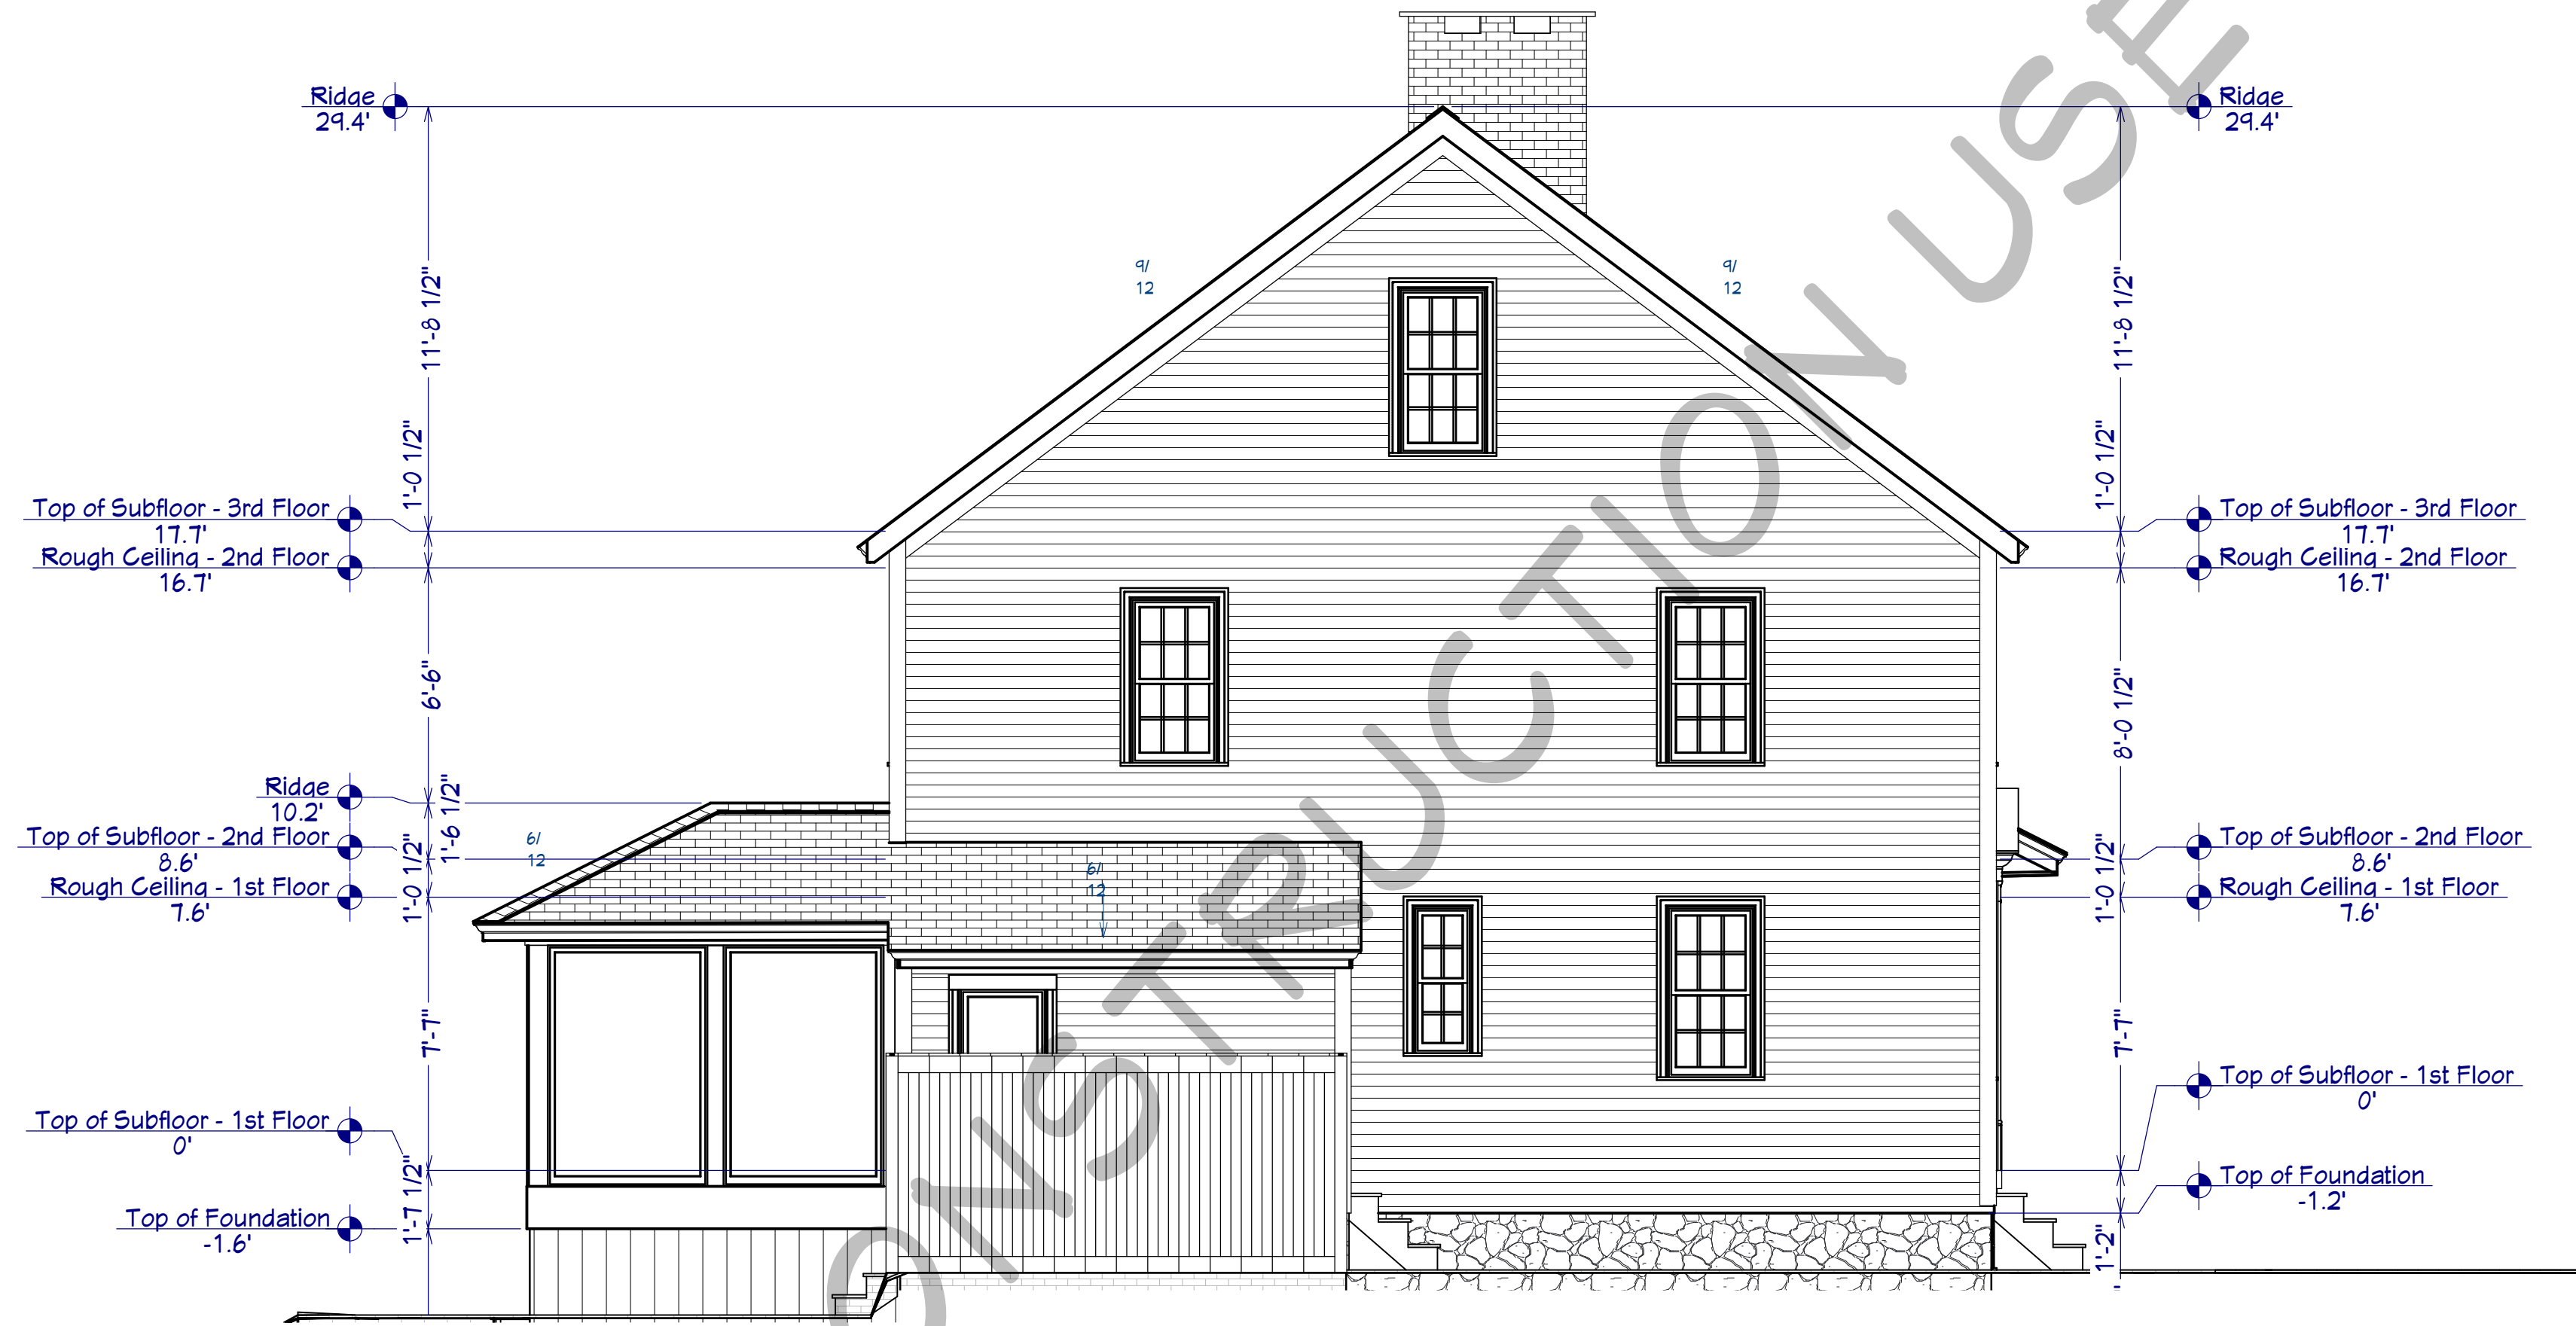 Ridge
29.4'
Ridge
29.4'
9/
12
9/
12
11'-8 1/2"
11'-8 1/2"
1'-0 1/2"
1'-0 1/2"
Top of Subfloor - 3rd Floor
17.7'
Top of Subfloor - 3rd Floor
17.7'
Rough Ceiling - 2nd Floor
16.7'
Rough Ceiling - 2nd Floor
16.7'
6'-6"
8'-0 1/2"
Ridge
10.2'
1'-6 1/2"
Top of Subfloor - 2nd Floor
8.6'
6/
12
6/
12
Top of Subfloor - 2nd Floor
8.6'
1'-0 1/2"
1'-0 1/2"
Rough Ceiling - 1st Floor
7.6'
Rough Ceiling - 1st Floor
7.6'
7'-7"
7'-7"
Top of Subfloor - 1st Floor
0'
Top of Subfloor - 1st Floor
0'
1'-7 1/2"
Top of Foundation
-1.6'
Top of Foundation
-1.2'
1'-2"
ONSTRUCTION USE